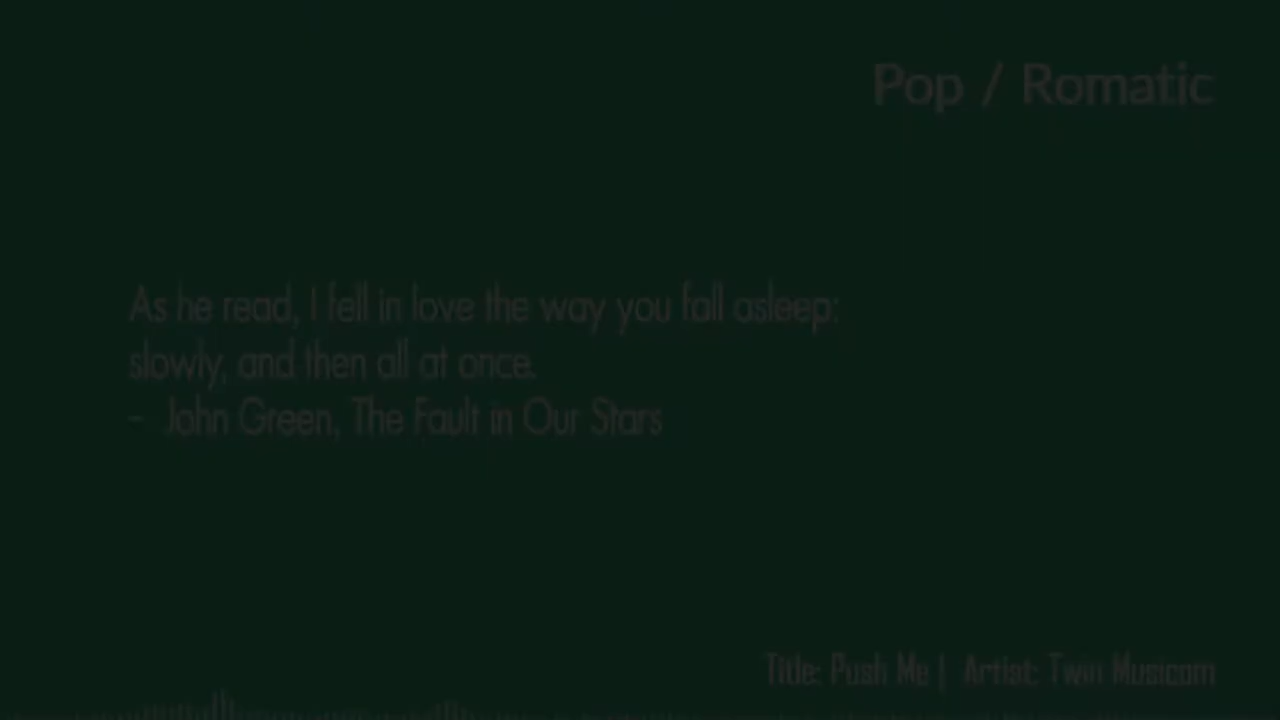 Pop / Romatic
As he read, I fell in love the way you fall asleep:
slowly, and then all at once.
- John Green, The Fault in Our Stars
Title: Push Me | Artist: Twin Musicom